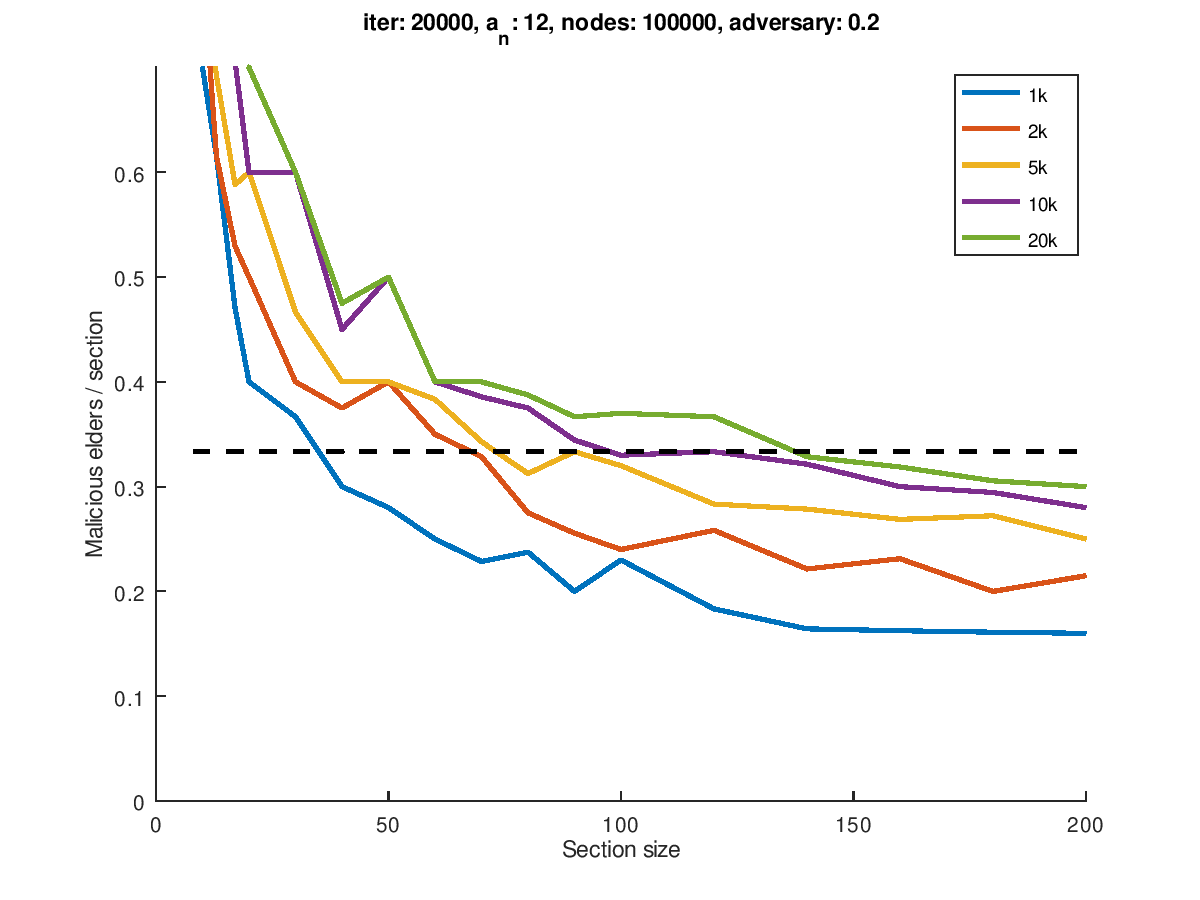 iter: 20000, an: 12, nodes: 100000, adversary: 0.2
1k
2k
5k
10k
20k
Malicious elders / section
0.6
0.5
0.4
0.3
0.2
0.1
0
0
50
100
150
200
Section size